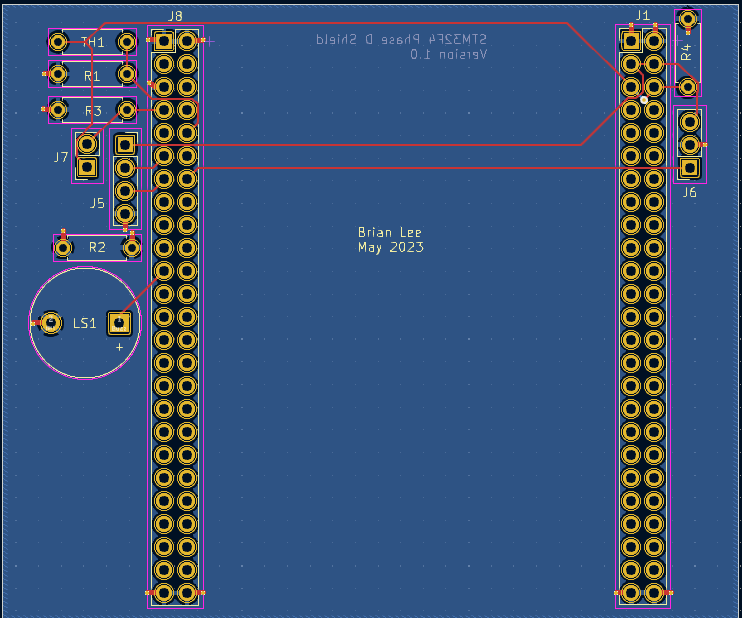 J8
J1
STM32F4 Phase D Shield
Version 1.0
TH1
R4
R1
R3
J7
J5
J6
R2
Brian Lee
May 2023
LS1
+